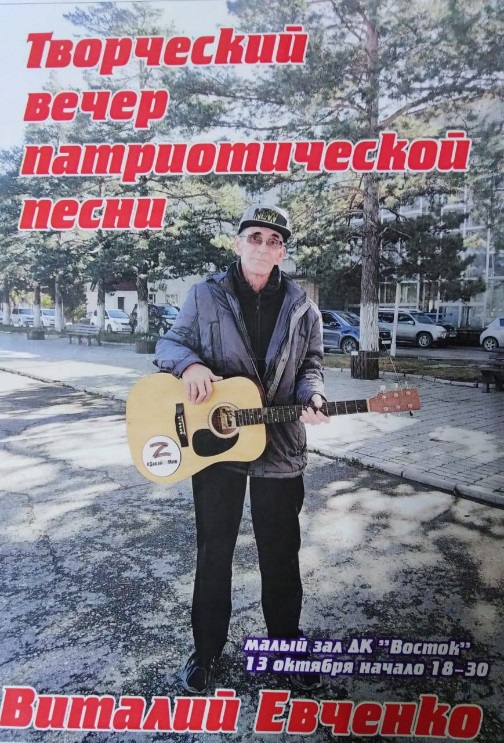 Творческий
вечер
патриотической
песни
Z
малый зал ДК "Восток"
13 октября начало 18-30
Виталий Евченко